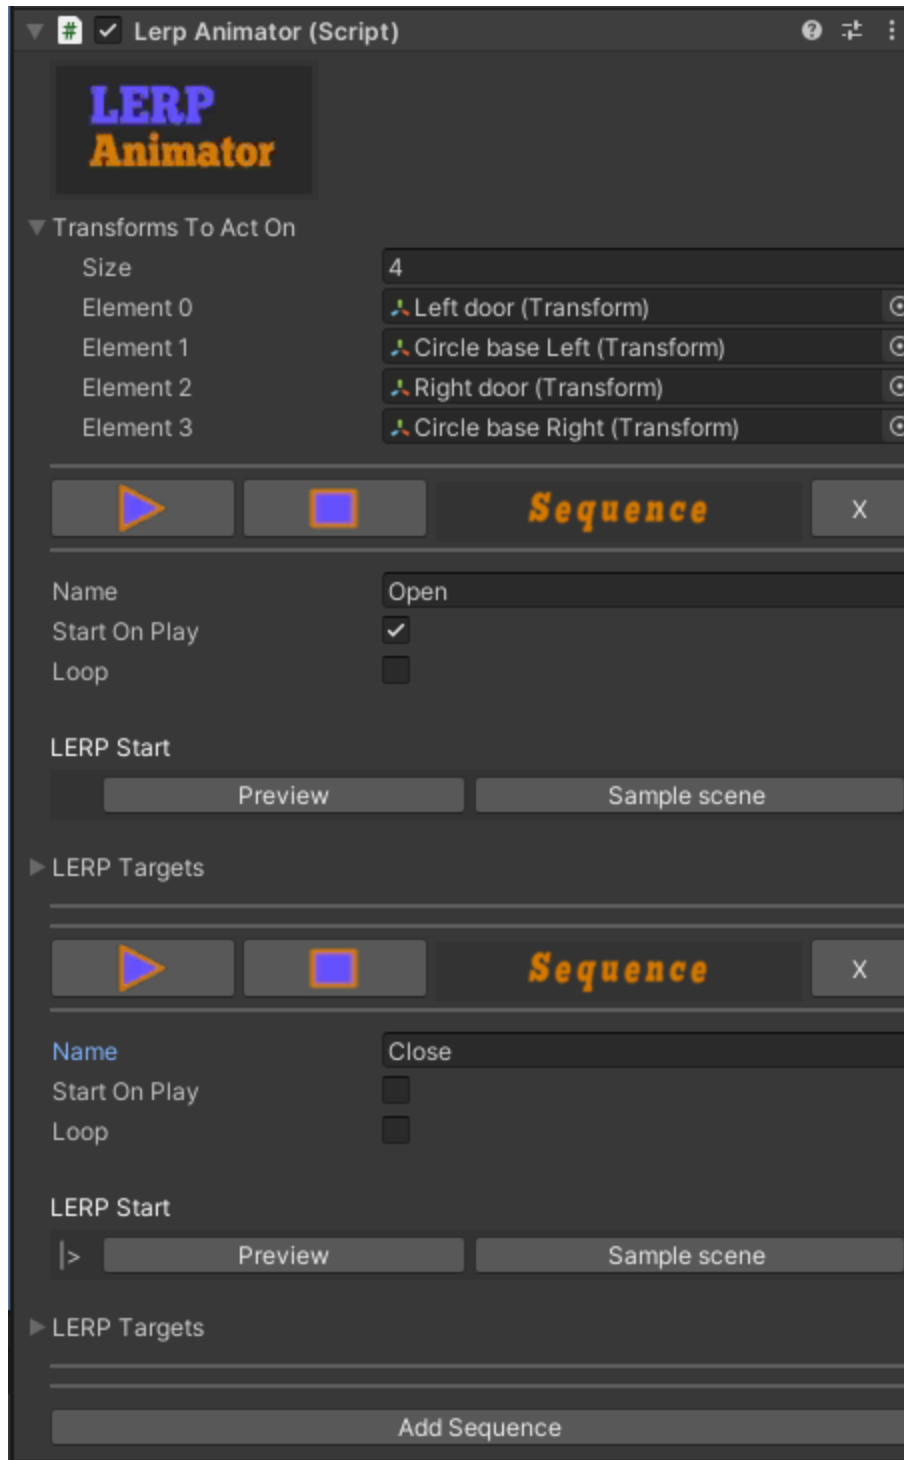 Lerp Animator (Script)
LERP
Animator
Transforms To Act On
Size 4
Element 0 Left door (Transform)
Element 1 Circle base Left (Transform)
Element 2 Right door (Transform)
Element 3 Circle base Right (Transform)
Sequence X
Name Open
Start On Play
Loop
LERP Start
Preview Sample scene
LERP Targets
Sequence X
Name Close
Start On Play
Loop
LERP Start
|> Preview Sample scene
LERP Targets
Add Sequence